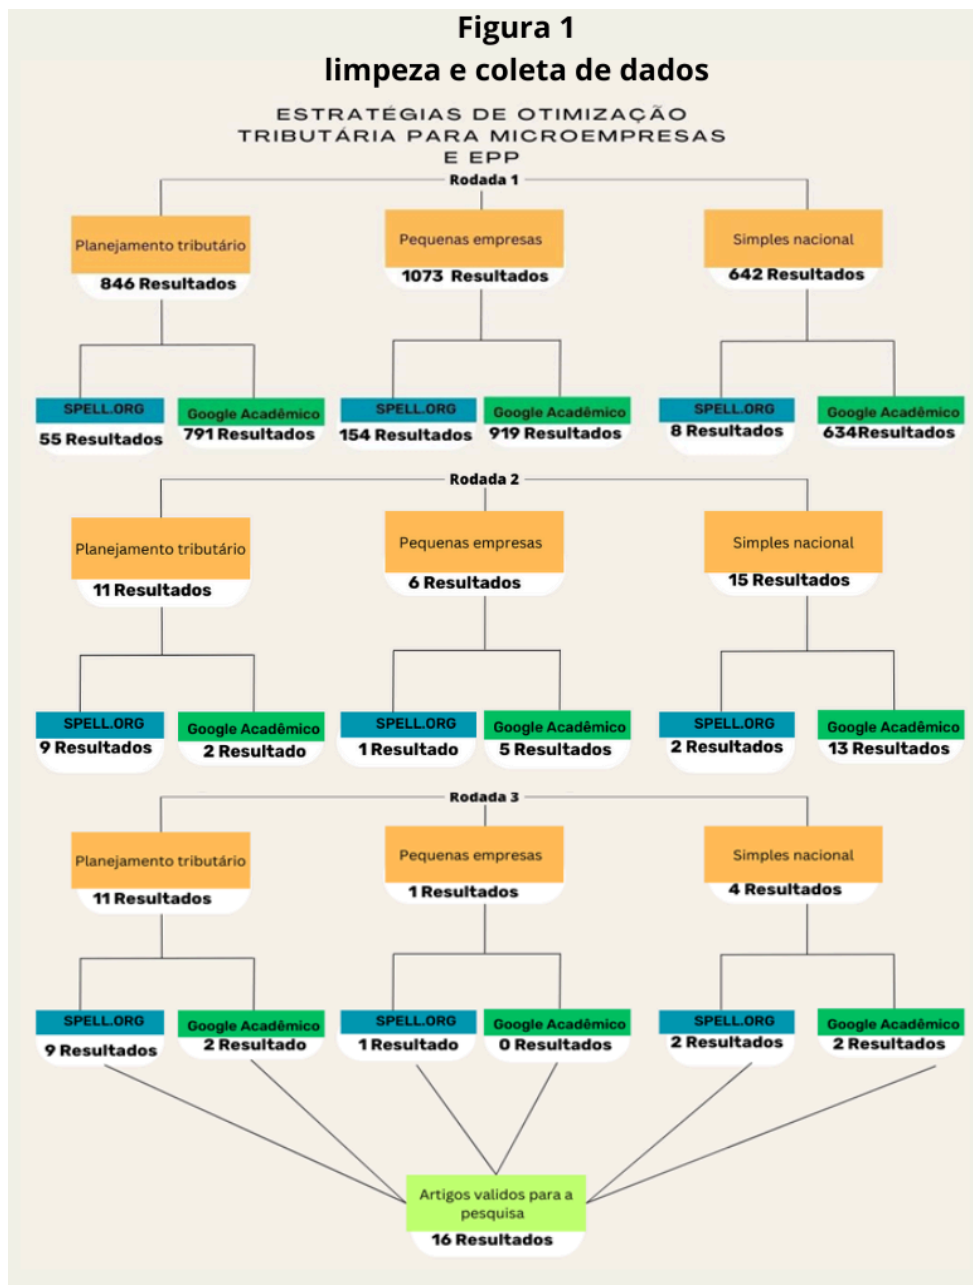 Figura 1
limpeza e coleta de dados
ESTRATÉGIAS DE OTIMIZAÇÃO
TRIBUTÁRIA PARA MICROEMPRESAS
E EPP
Rodada 1
Planejamento tributário
846 Resultados
Pequenas empresas
1073 Resultados
Simples nacional
642 Resultados
SPELL.ORG
55 Resultados
Google Acadêmico
791 Resultados
SPELL.ORG
154 Resultados
Google Acadêmico
919 Resultados
SPELL.ORG
8 Resultados
Google Acadêmico
634Resultados
Rodada 2
Planejamento tributário
11 Resultados
Pequenas empresas
6 Resultados
Simples nacional
15 Resultados
SPELL.ORG
9 Resultados
Google Acadêmico
2 Resultado
SPELL.ORG
1 Resultado
Google Acadêmico
5 Resultados
SPELL.ORG
2 Resultados
Google Acadêmico
13 Resultados
Rodada 3
Planejamento tributário
11 Resultados
Pequenas empresas
1 Resultados
Simples nacional
4 Resultados
SPELL.ORG
9 Resultados
Google Acadêmico
2 Resultado
SPELL.ORG
1 Resultado
Google Acadêmico
0 Resultados
SPELL.ORG
2 Resultados
Google Acadêmico
2 Resultados
Artigos validos para a
pesquisa
16 Resultados